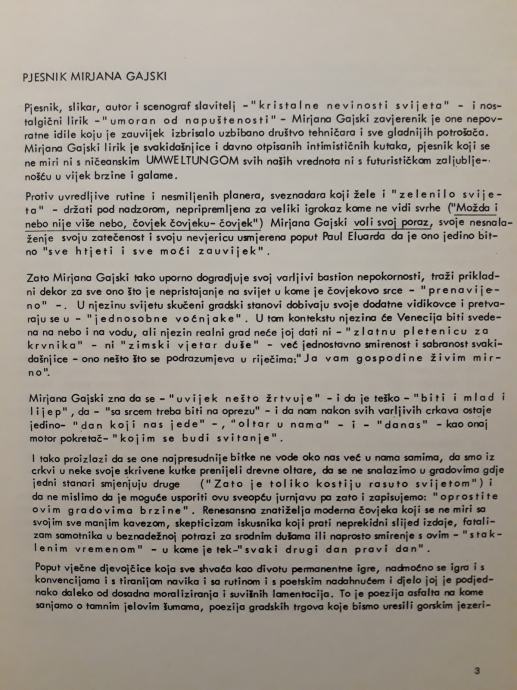 PJESNIK MIRJANA GAJSKI
Pjesnik, slikar, autor i scenograf slavitelj -"kristalne nevinosti svijeta" - i nos-
talgični lirik -"umoran od napuštenosti"- Mirjana Gajski zavjerenik je one nepov-
ratne idile koju je zauvijek izbrisalo uzbibano društvo tehničara i sve gladnijih potrošača.
Mirjana Gajski lirik je svakidašnjice i davno otpisanih intimističnih kutaka, pjesnik koji se
ne miri ni s ničeanskim UMWELTUNGOM svih naših vrednota ni s futurističkom zaljublje-
nošću u vijek brzine i galame.
Protiv uvredljive rutine i nesmiljenih planera, sveznadara koji žele i "zelenilo svije-
ta" - držati pod nadzorom, nepripremljena za veliki igrokaz kome ne vidi svrhe ("Možda i
nebo nije više nebo, čovjek čovjeku- čovjek") Mirjana Gajski voli svoj poraz, svoje nesnala-
ženje svoju zatečenost i svoju nevjericu usmjerena poput Paul Eluarda da je ono jedino bit-
no "sve htjeti i sve moći zauvijek".
Zato Mirjana Gajski tako uporno dogradjuje svoj varljivi bastion nepokornosti, traži priklad-
ni dekor za sve ono što je nepristajanje na svijet u kome je čovjekovo srce - "prenavije-
no" -. U njezinu svijetu skučeni gradski stanovi dobivaju svoje dodatne vidikovce i pretva-
raju se u - "jednosobne voćnjake". U tom kontekstu njezina će Venecija biti svede-
na na nebo i na vodu, ali njezin realni grad neće joj dati ni - "zlatnu pletenicu za
krvnika" - ni "zimski vjetar duše" - već jednostavno smirenost i sabranost svaki-
dašnjice - ono nešto što se podrazumjeva u riječima:"Ja vam gospodine živim mir-
no".
Mirjana Gajski zna da se -"uvijek nešto žrtvuje" - i da je teško -"biti i mlad i
lijep", da - "sa srcem treba biti na oprezu" - i da nam nakon svih varljivih crkava ostaje
jedino- "dan koji nas jede" -, "oltar u nama" - i - "danas" - kao onaj
motor pokretač- "kojim se budi svitanje".
I tako proizlazi da se one najpresudnije bitke ne vode oko nas već u nama samima, da smo iz
crkvi u neke svoje skrivene kutke prenijeli drevne oltare, da se ne snalazimo u gradovima gdje
jedni stanari smjenjuju druge ("Zato je toliko kostiju rasuto svijetom") i
da ne mislimo da je moguće usporiti ovu sveopću jurnjavu pa zato i zapisujemo: "oprostite
ovim gradovima brzine". Renesansna znatiželja moderna čovjeka koji se ne miri sa
svojim sve manjim kavezom, skepticizam iskusnika koji prati neprekidni slijed izdaje, fatali-
zam samotnika u beznadežnoj potrazi za srodnim dušama ili naprosto smirenje s ovim -"stak-
lenim vremenom" - u kome je tek-"svaki drugi dan pravi dan".
Poput vječne djevojčice koja sve shvaća kao divotu permanentne igre, nadmoćno se igra i s
konvencijama i s tiranijom navika i sa rutinom i s poetskim nadahnućem i djelo joj je podjed-
nako daleko od dosadna moraliziranja i suvišnih lamentacija. To je poezija asfalta na kome
sanjamo o tamnim jelovim šumama, poezija gradskih trgova koje bismo uresili gorskim jezeri-
3